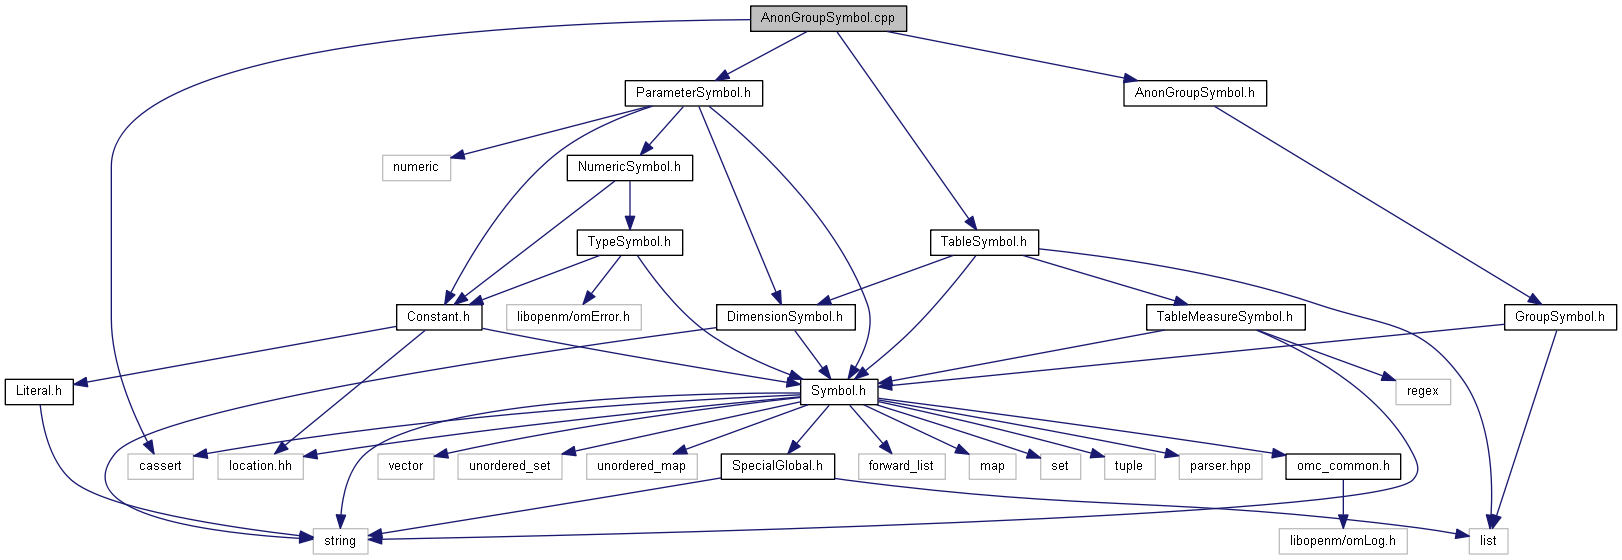 AnonGroupSymbol.cpp
ParameterSymbol.h
AnonGroupSymbol.h
numeric
NumericSymbol.h
TypeSymbol.h
TableSymbol.h
Constant.h
libopenm/omError.h
DimensionSymbol.h
TableMeasureSymbol.h
GroupSymbol.h
Literal.h
Symbol.h
regex
cassert
location.hh
vector
unordered_set
unordered_map
SpecialGlobal.h
forward_list
map
set
tuple
parser.hpp
omc_common.h
string
libopenm/omLog.h
list